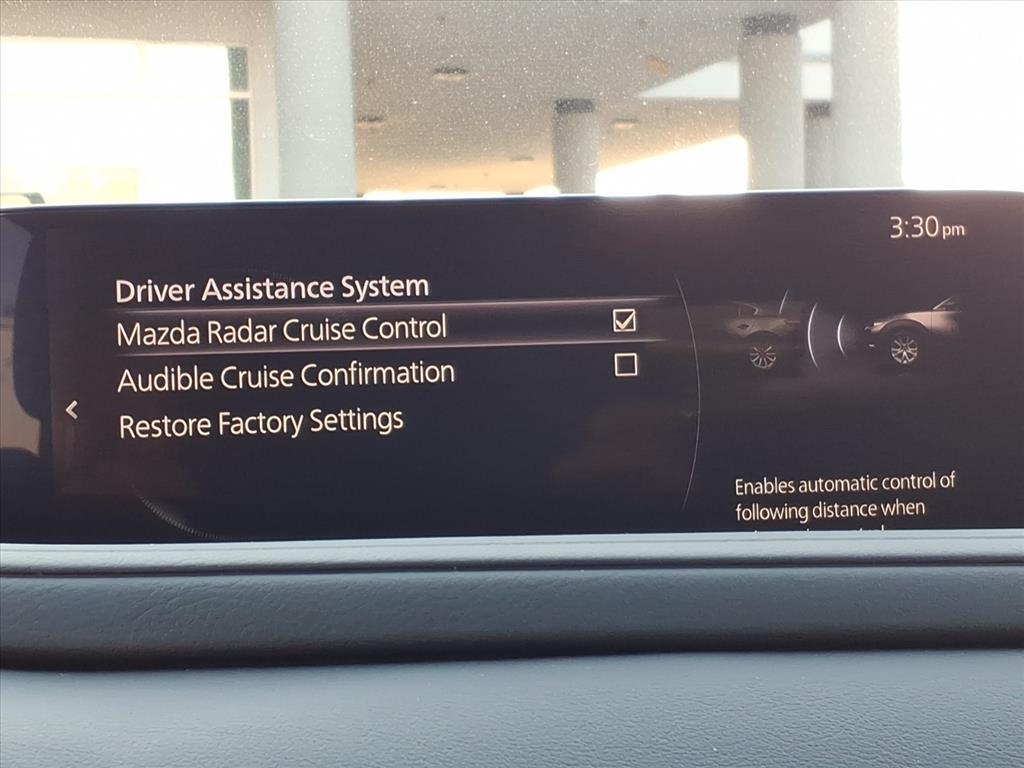 3:30pm
Driver Assistance System
Mazda Radar Cruise Control
Audible Cruise Confirmation
Restore Factory Settings
Enables automatic control of
following distance when